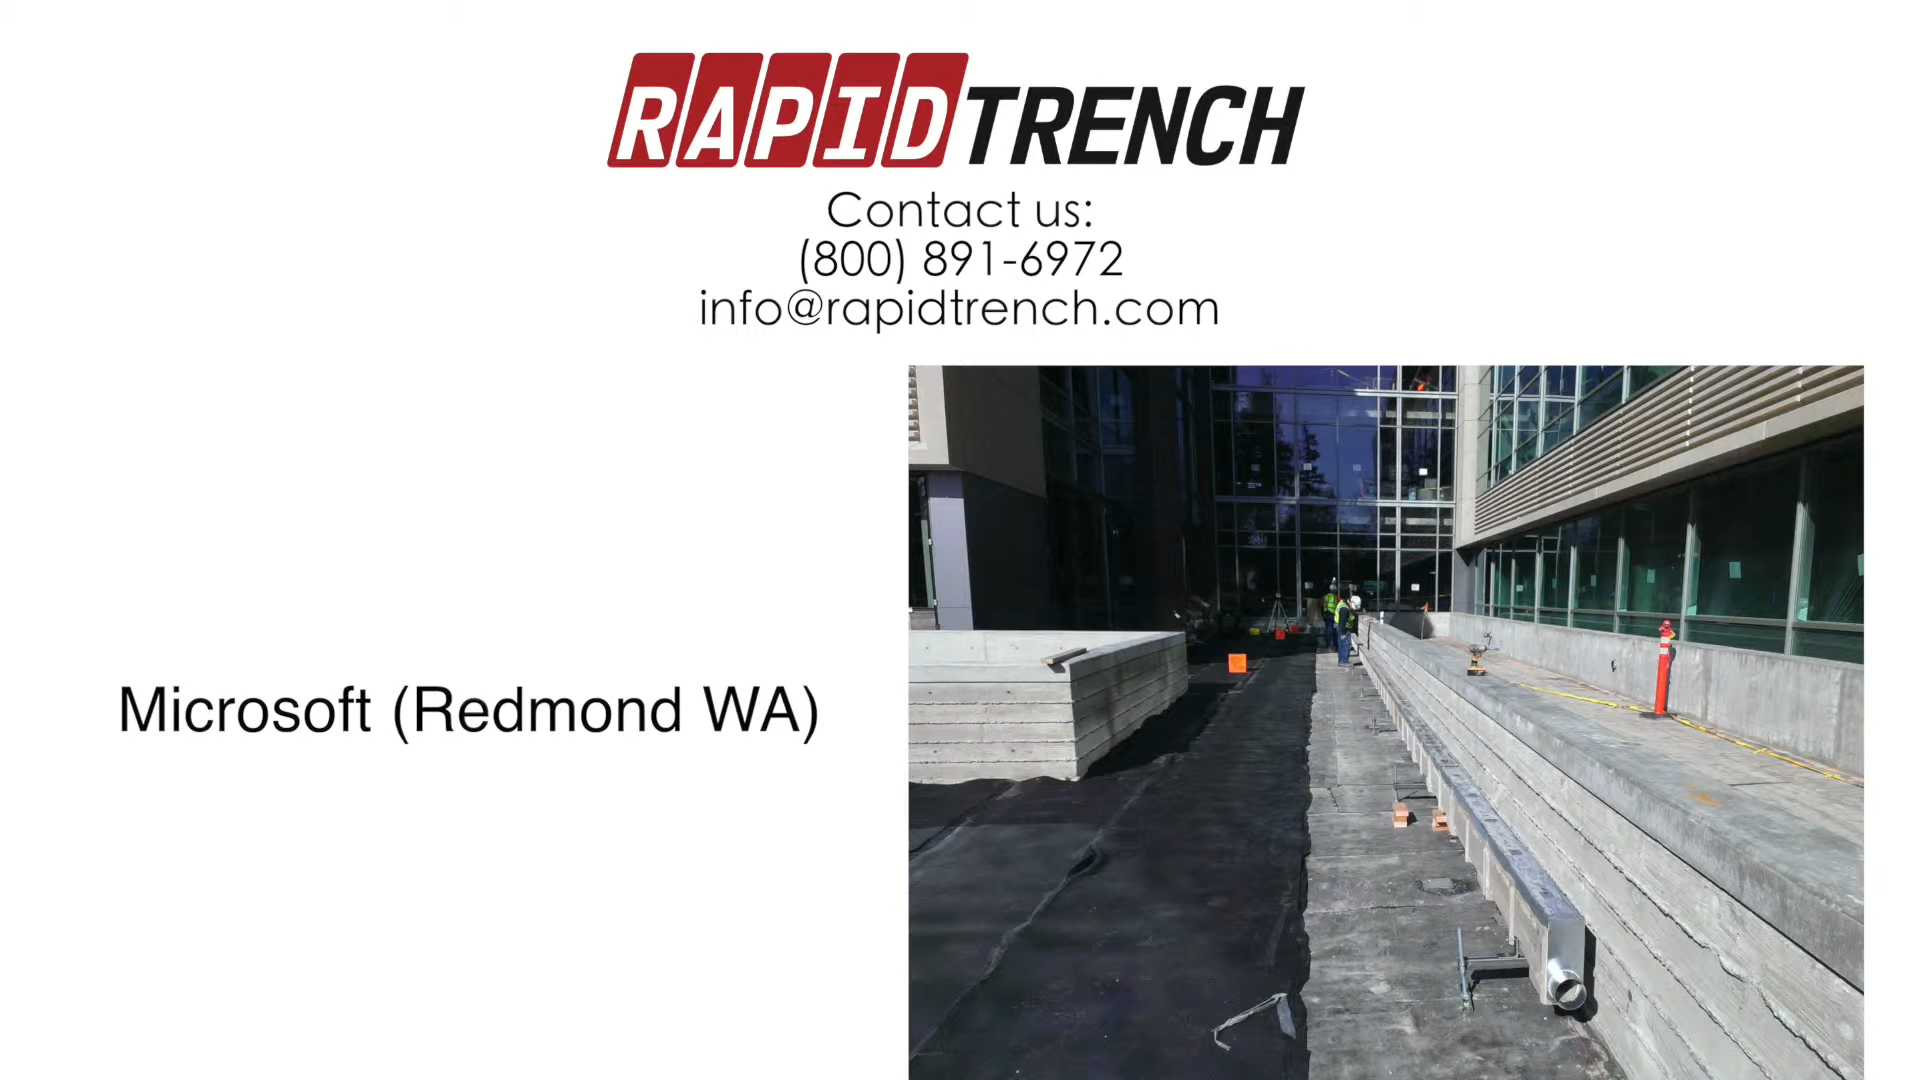 RAPIDTRENCH
Contact us:
(800) 891-6972
info@rapidtrench.com
Microsoft (Redmond WA)